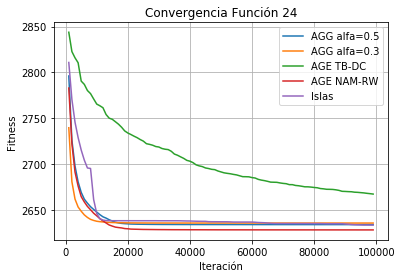 Convergencia Función 24
2850
2800
2750
2700
2650
Fitness
AGG alfa=0.5
AGG alfa=0.3
AGE TB-DC
AGE NAM-RW
Islas
0
20000
40000
60000
80000
100000
Iteración